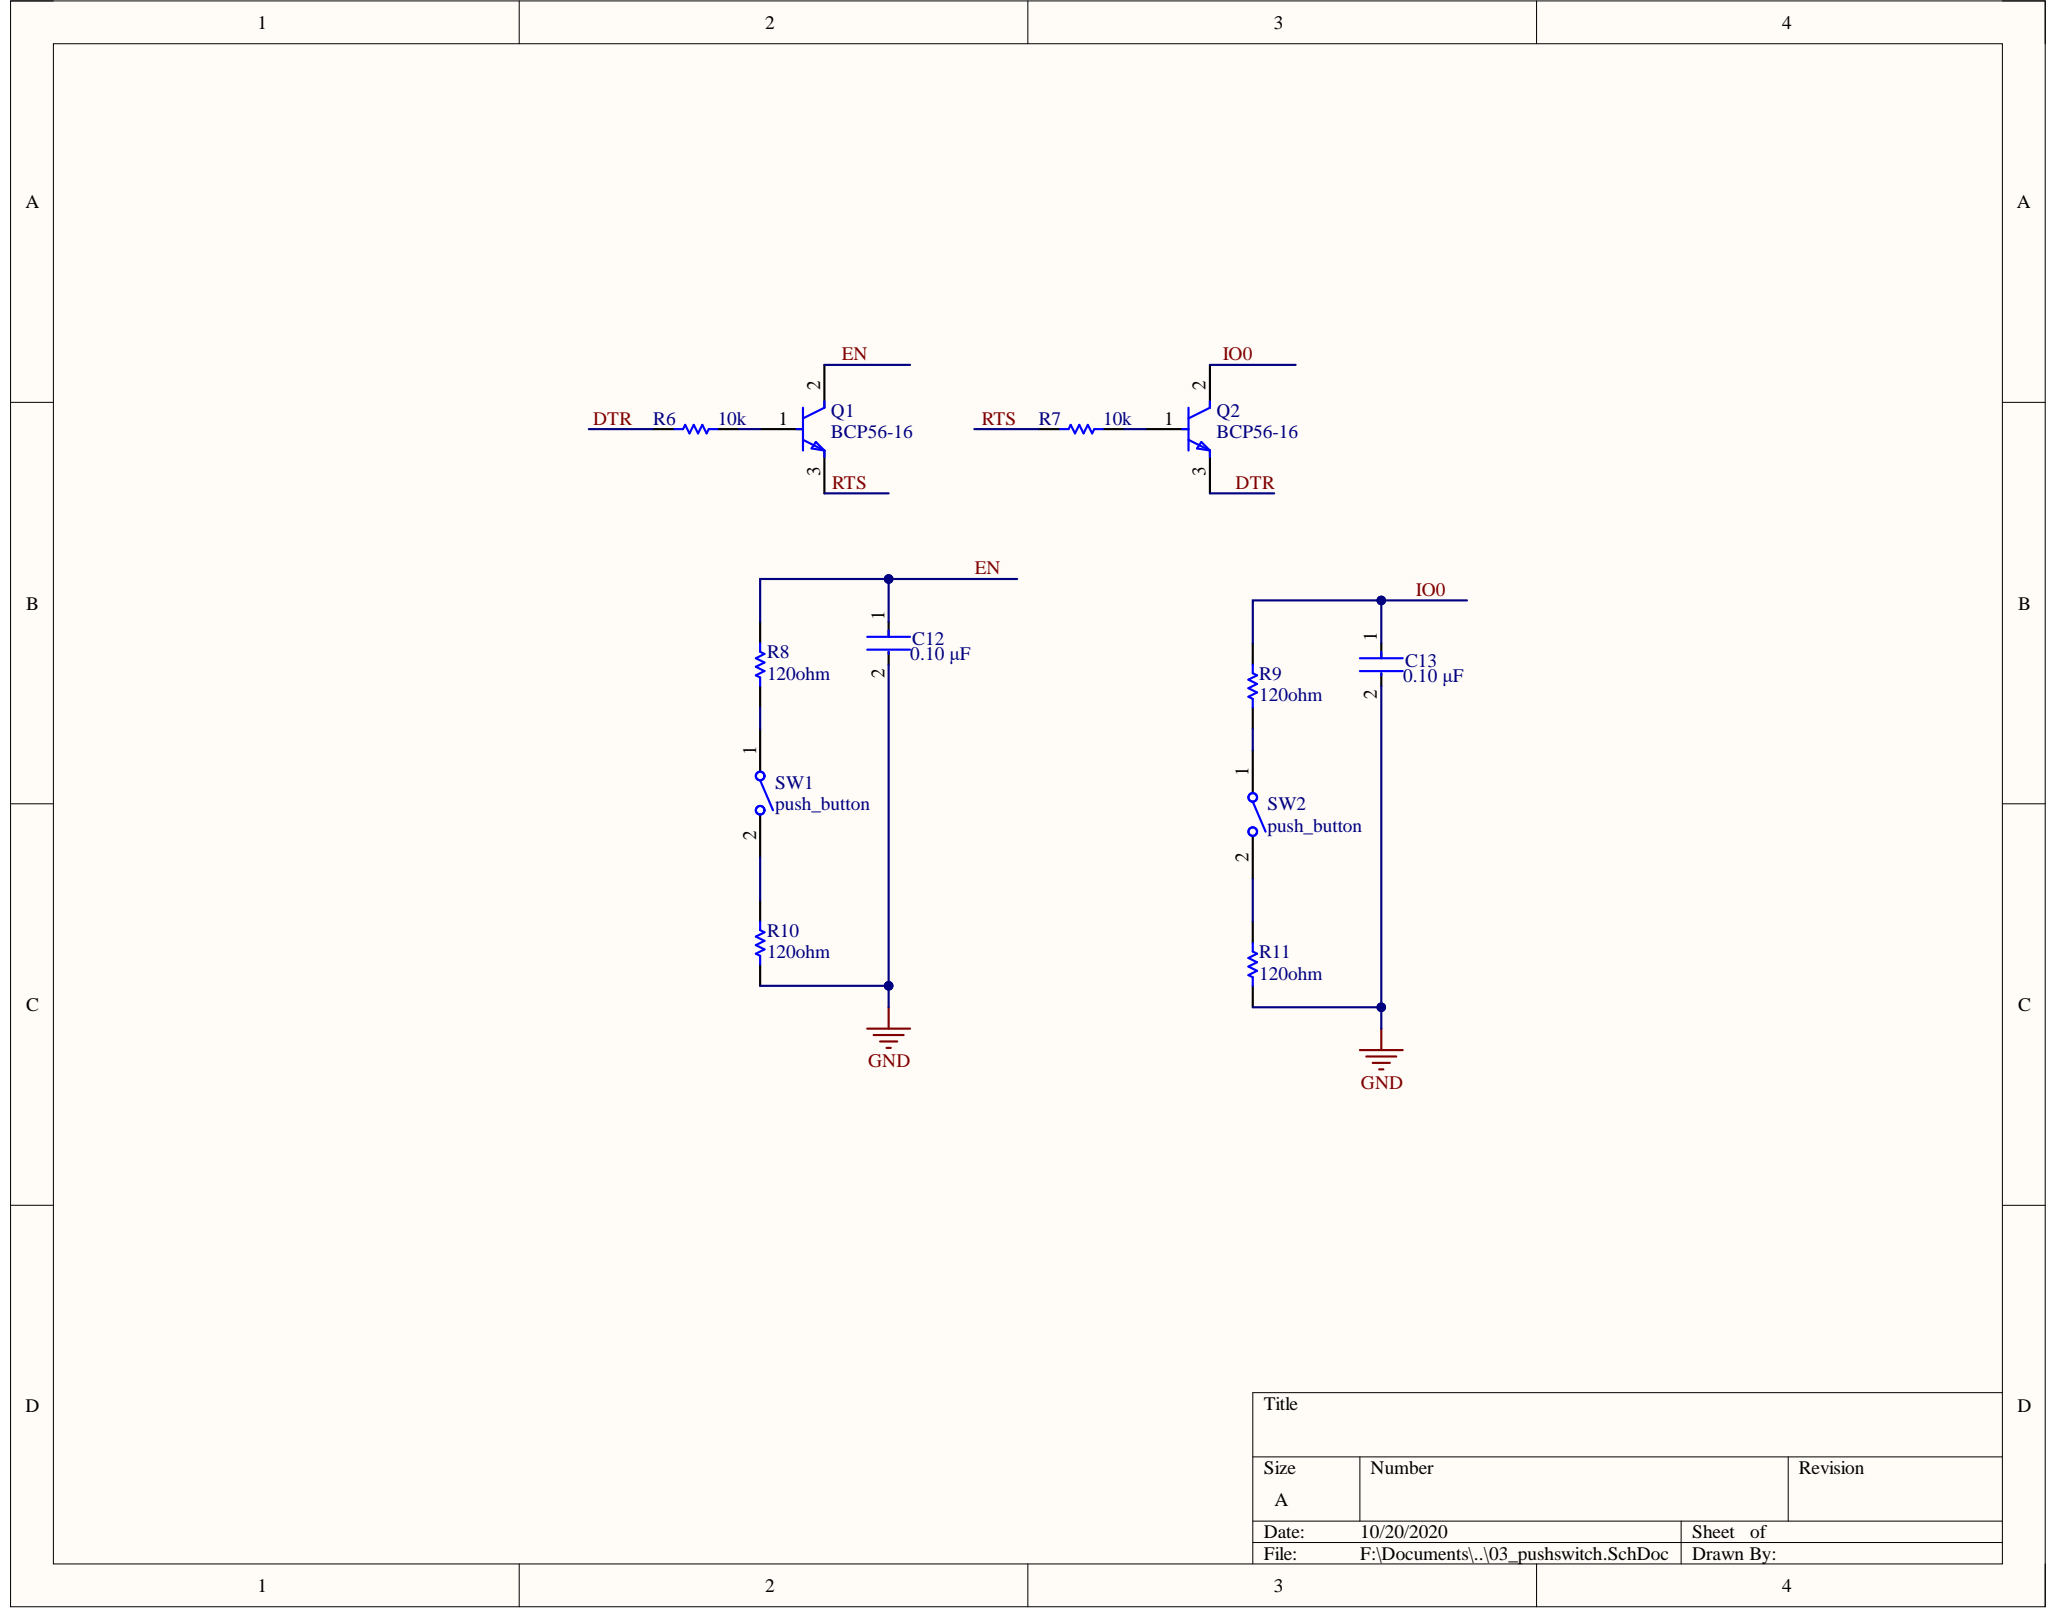 1 2 3 4
A A
EN IO0
2 2
DTR R6 10k 1 Q1 RTS R7 10k 1 Q2
BCP56-16 BCP56-16
3 3
RTS DTR
EN
IO0
B B
1 C12
0.10 µF
1 C13
0.10 µF
R8
120ohm
2
R9
120ohm
2
1
SW1
push_button
2
1
SW2
push_button
2
R10
120ohm
R11
120ohm
C C
GND
GND
D D
Title
Size Number Revision
A
Date: 10/20/2020 Sheet of
File: F:\Documents\..\03_pushswitch.SchDoc Drawn By:
1 2 3 4